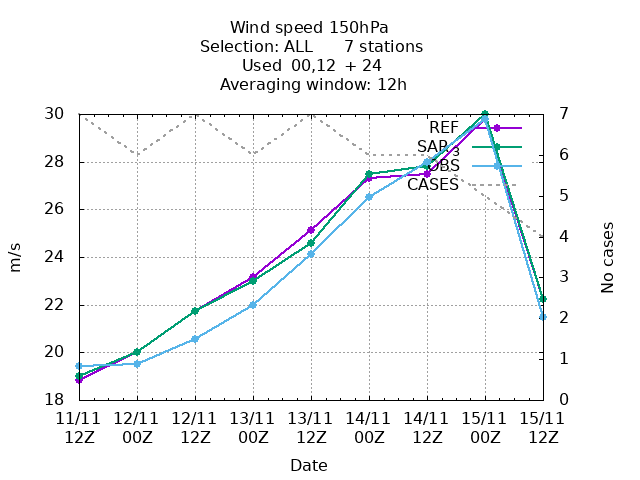 Wind speed 150hPa
Selection: ALL 7 stations
Used 00,12 + 24
Averaging window: 12h
30
28
26
24
22
20
18
m/s
7
6
5
4
3
2
1
0
No cases
REF
SAR_3
OBS
CASES
11/11 12/11 12/11 13/11 13/11 14/11 14/11 15/11 15/11
12Z 00Z 12Z 00Z 12Z 00Z 12Z 00Z 12Z
Date